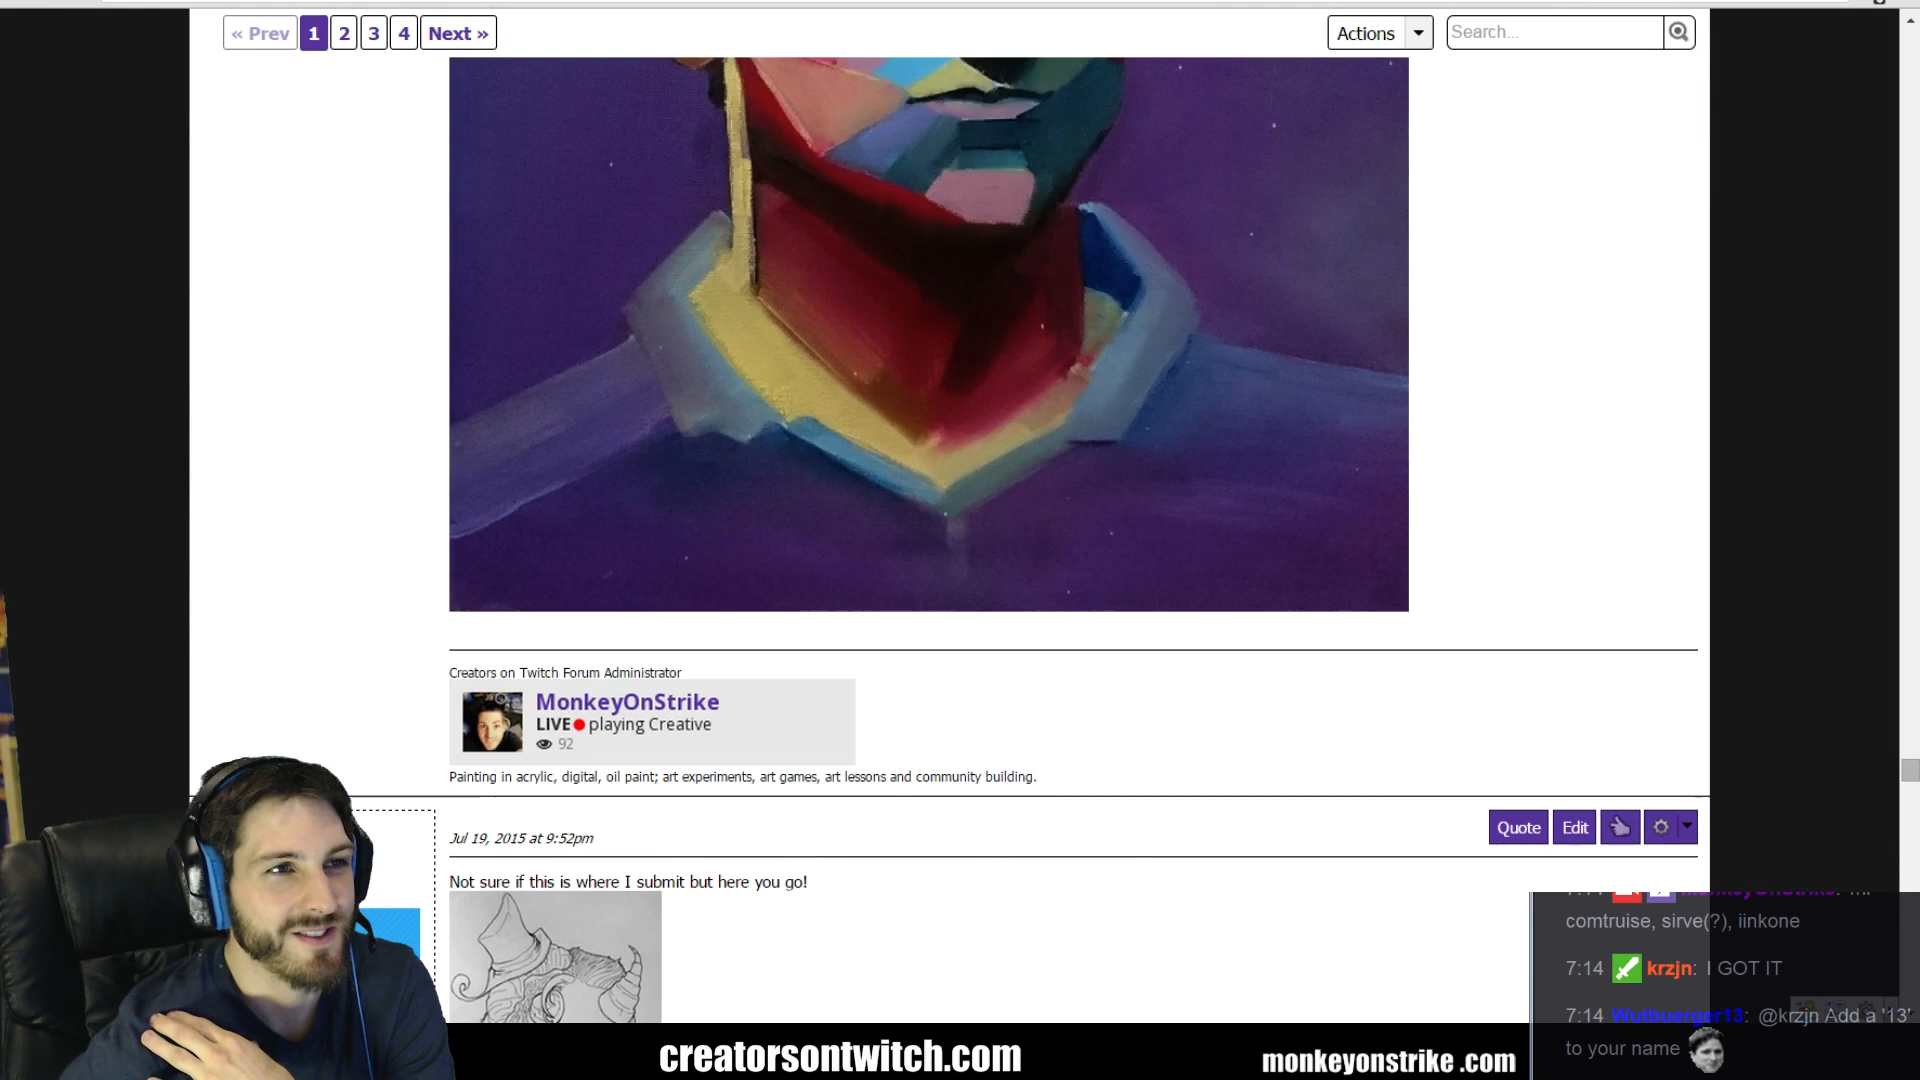 « Prev 1 2 3 4 Next »
Actions
Search...
Creators on Twitch Forum Administrator
MonkeyOnStrike
LIVE playing Creative
92
Painting in acrylic, digital, oil paint; art experiments, art games, art lessons and community building.
Jul 19, 2015 at 9:52pm
Quote Edit
Not sure if this is where I submit but here you go!
comtruise, sirve(?), iinkone
7:14 krzjn: I GOT IT
7:14 Wutbuerger13: @krzjn Add a '13'
to your name
creatorsontwitch.com
monkeyonstrike .com